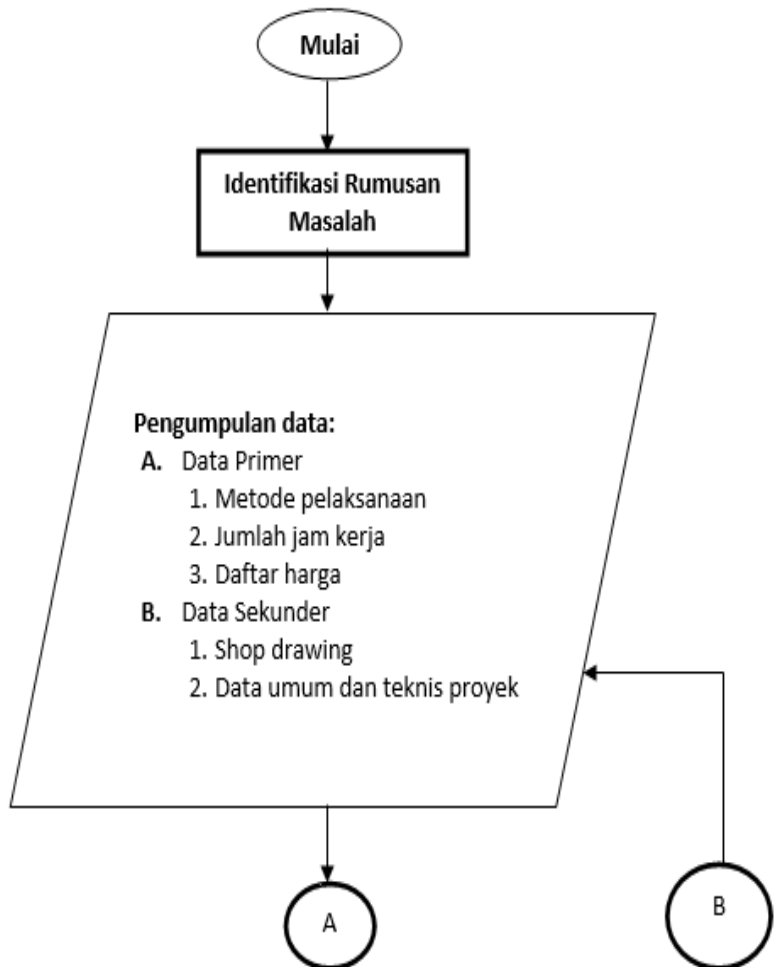 Mulai
Identifikasi Rumusan
Masalah
Pengumpulan data:
A. Data Primer
1. Metode pelaksanaan
2. Jumlah jam kerja
3. Daftar harga
B. Data Sekunder
1. Shop drawing
2. Data umum dan teknis proyek
A
B